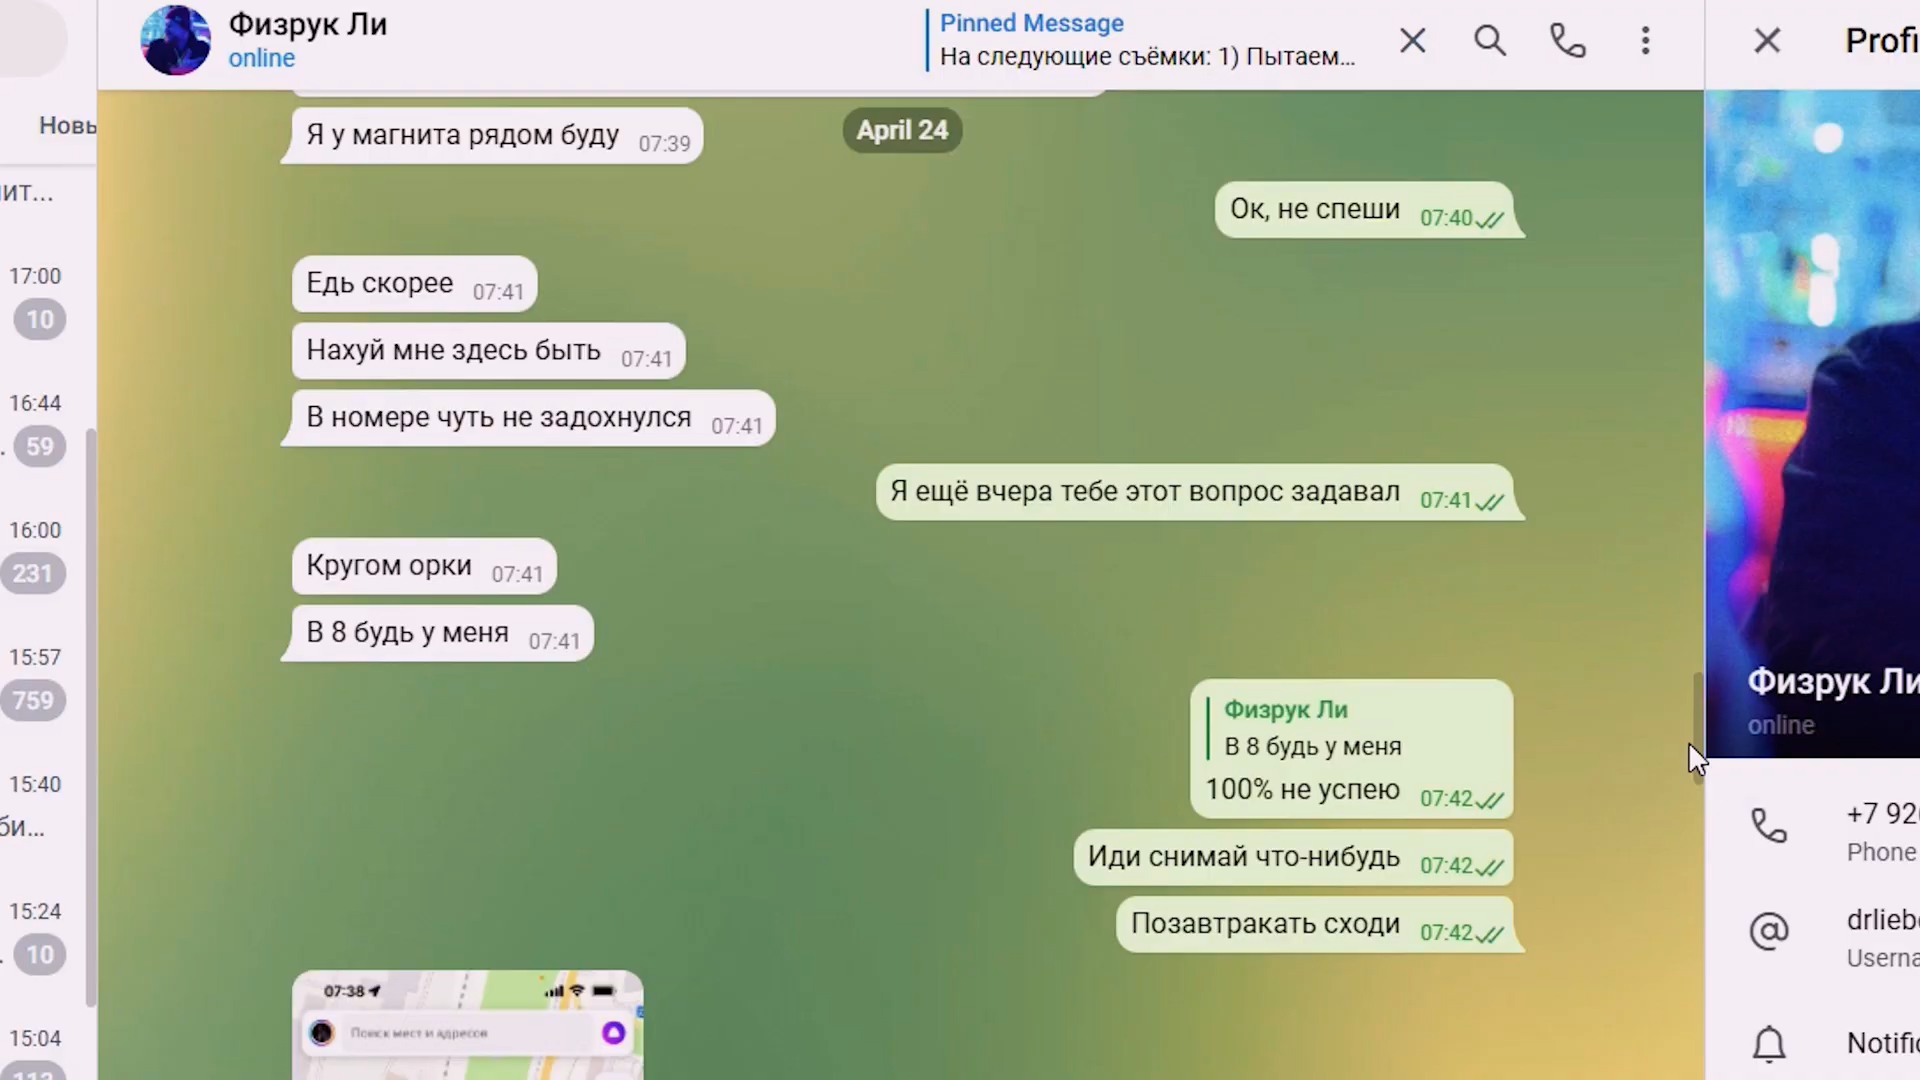 Физрук Ли
online
Pinned Message
На следующие съёмки: 1) Пытаем...
Profi
Новь
ит...
17:00
10
16:44
59
16:00
231
15:57
759
15:40
би...
15:24
10
15:04
April 24
Я у магнита рядом буду 07:39
Ок, не спеши 07:40
Едь скорее 07:41
Нахуй мне здесь быть 07:41
В номере чуть не задохнулся 07:41
Я ещё вчера тебе этот вопрос задавал 07:41
Кругом орки 07:41
В 8 будь у меня 07:41
Физрук Ли
В 8 будь у меня
100% не успею 07:42
Иди снимай что-нибудь 07:42
Позавтракать сходи 07:42
07:38
Поиск мест и адресов
Физрук Ли
online
+7 92
Phone
drlieb
Userna
Notific